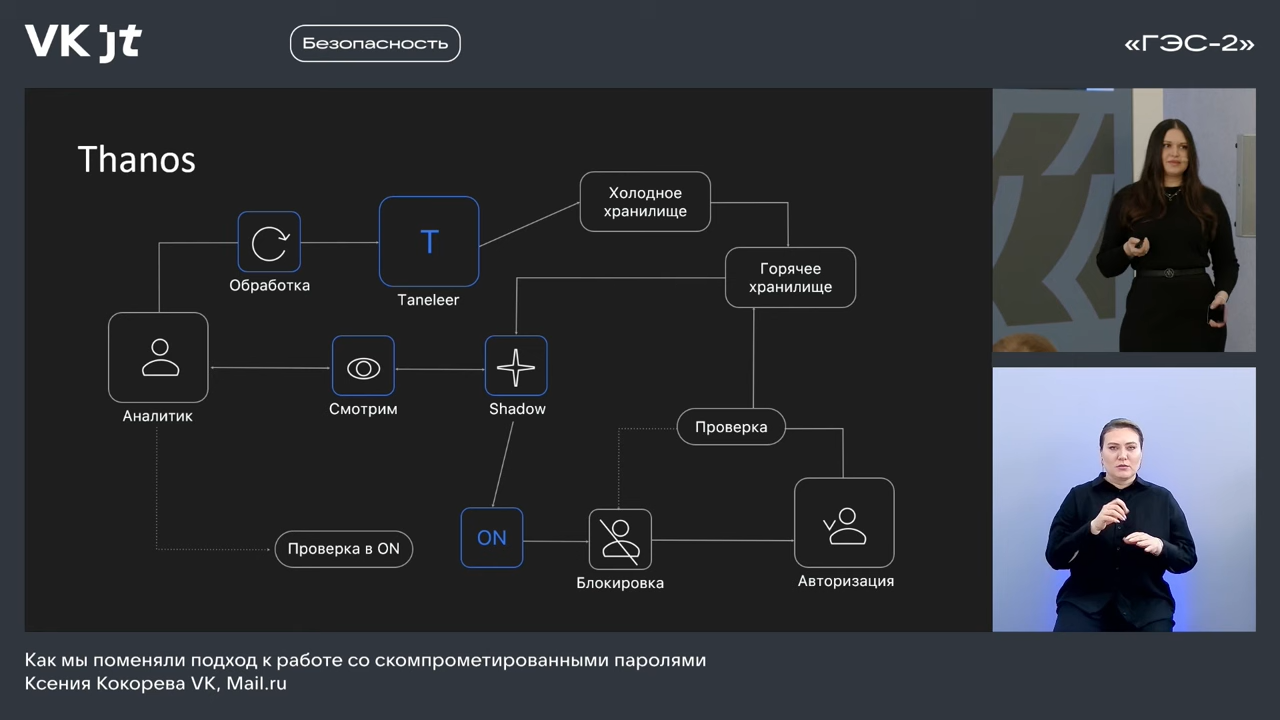 VK jt
Безопасность
«ГЭС-2»
Thanos
Холодное
хранилище
T
Обработка
Taneleer
Горячее
хранилище
Аналитик
Смотрим
Shadow
Проверка
Проверка в ON
ON
Блокировка
Авторизация
Как мы поменяли подход к работе со скомпрометированными паролями
Ксения Кокорева VK, Mail.ru